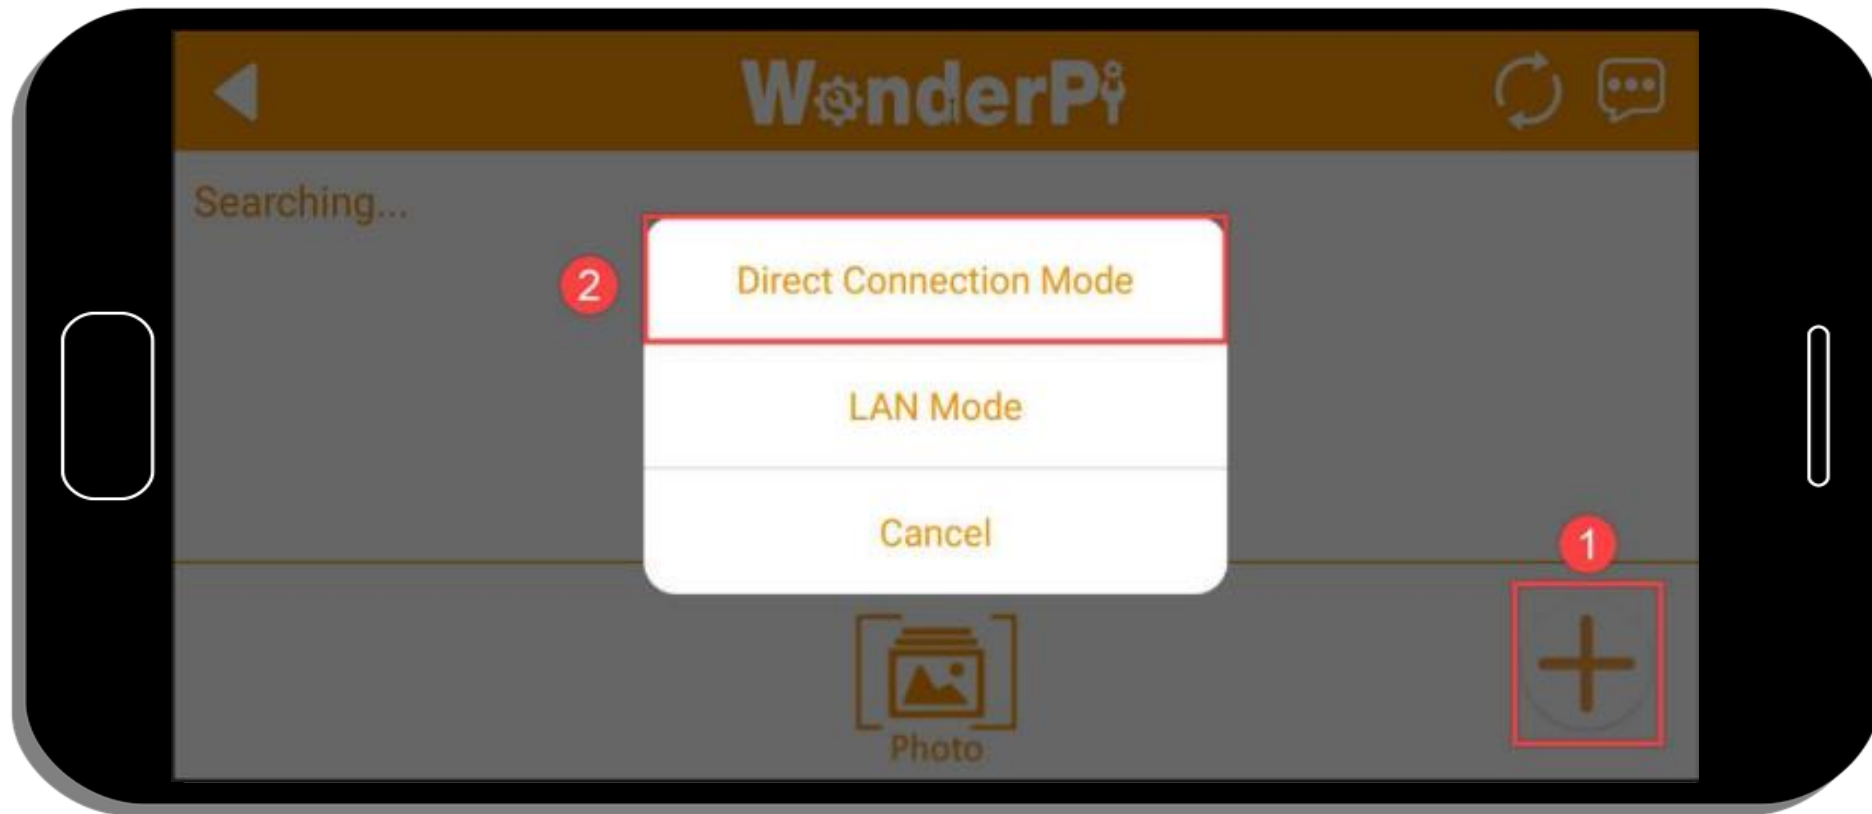 WonderPi
Searching...
2
Direct Connection Mode
LAN Mode
Cancel
1
Photo